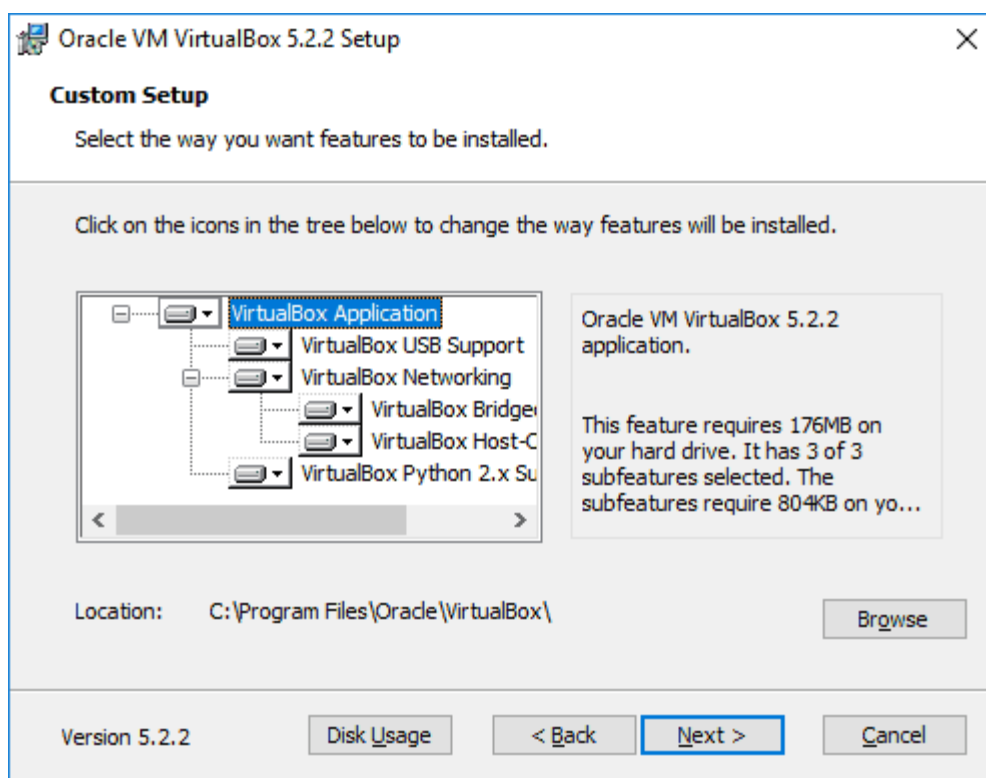 Oracle VM VirtualBox 5.2.2 Setup
Custom Setup
Select the way you want features to be installed.
Click on the icons in the tree below to change the way features will be installed.
VirtualBox Application
VirtualBox USB Support
VirtualBox Networking
VirtualBox Bridge
VirtualBox Host-C
VirtualBox Python 2.x Su
Oracle VM VirtualBox 5.2.2
application.
This feature requires 176MB on
your hard drive. It has 3 of 3
subfeatures selected. The
subfeatures require 804KB on yo...
Location: C:\Program Files\Oracle\VirtualBox\
Browse
Version 5.2.2
Disk Usage
< Back
Next >
Cancel